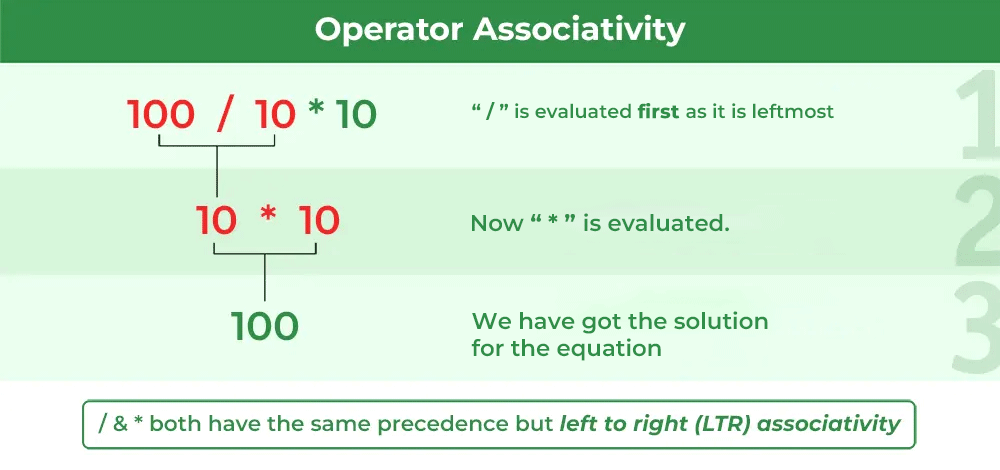 Operator Associativity
100 / 10 * 10
“ / ” is evaluated first as it is leftmost
1
10 * 10
Now “ * ” is evaluated.
2
100
We have got the solution
for the equation
3
/ & * both have the same precedence but left to right (LTR) associativity